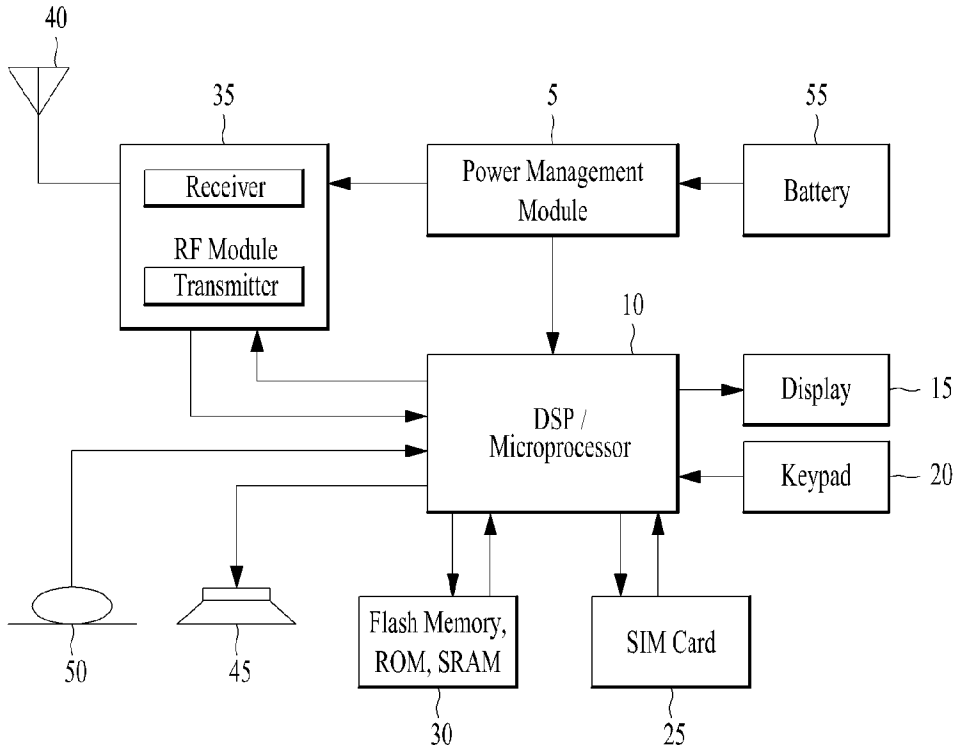 40
35
5
55
Receiver
RF Module
Transmitter
Power Management
Module
Battery
10
DSP /
Microprocessor
Display
15
Keypad
20
50
45
Flash Memory,
ROM, SRAM
30
SIM Card
25